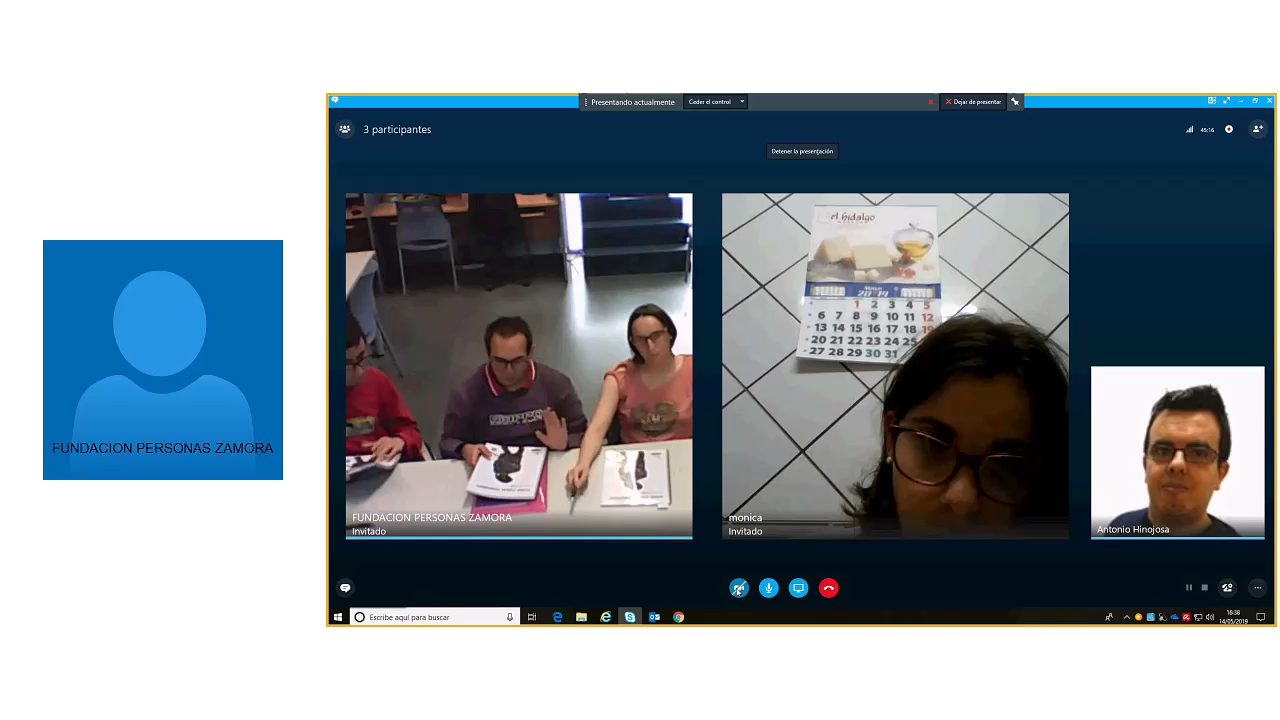 Presentando actualmente
Ceder el control
Dejar de presentar
3 participantes
45:16
Detener la presentación
el hidalgo
FUNDACION PERSONAS ZAMORA
1 2 3 4 5
6 7 8 9 10 11 12
13 14 15 16 17 18 19
20 21 22 23 24 25
27 28 29 30 31
FUNDACION PERSONAS ZAMORA
Invitado
monica
Invitado
Antonio Hinojosa
Escribe aquí para buscar
16:38
14/05/2019